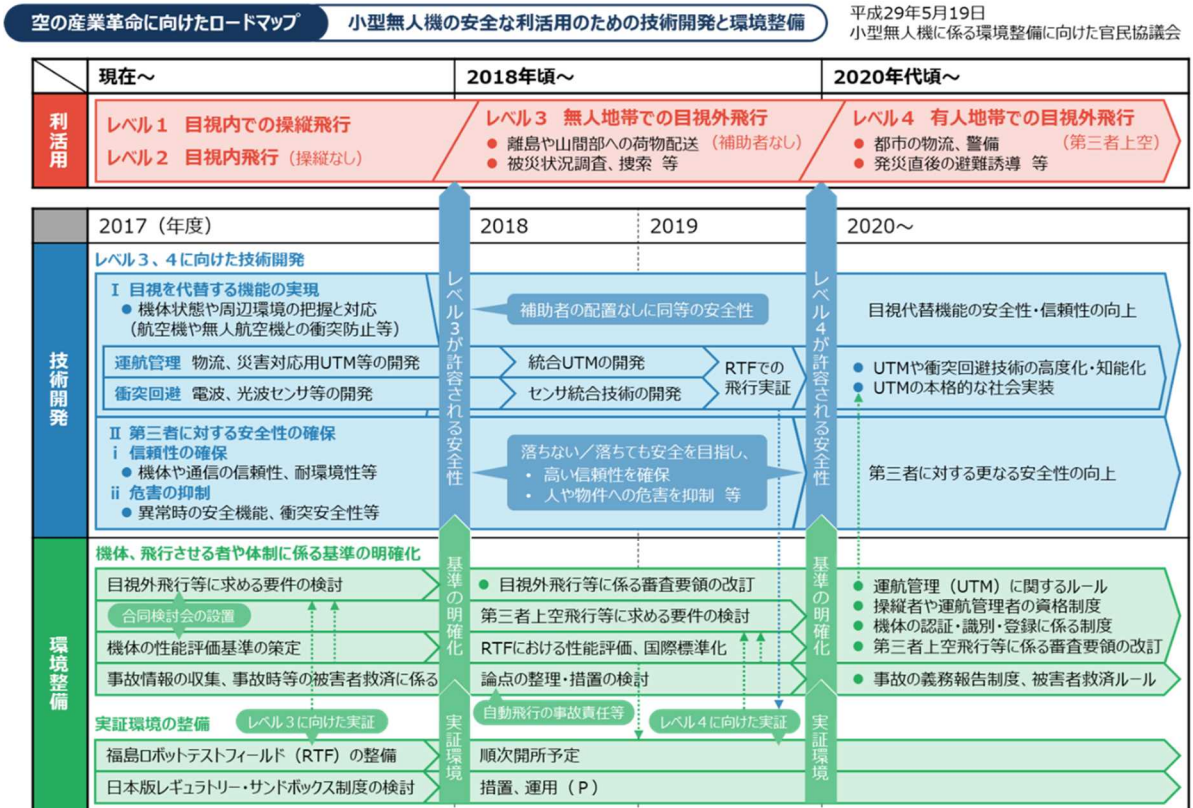 空の産業革命に向けたロードマップ
小型無人機の安全な利活用のための技術開発と環境整備
平成29年5月19日
小型無人機に係る環境整備に向けた官民協議会
現在～
2018年頃～
2020年代頃～
利活用
レベル1 目視内での操縦飛行
レベル2 目視内飛行（操縦なし）
レベル3 無人地帯での目視外飛行
● 離島や山間部への荷物配送（補助者なし）
● 被災状況調査、捜索 等
レベル4 有人地帯での目視外飛行
● 都市の物流、警備 （第三者上空）
● 発災直後の避難誘導 等
2017（年度）
2018
2019
2020～
技術開発
レベル3、4に向けた技術開発
Ⅰ 目視を代替する機能の実現
● 機体状態や周辺環境の把握と対応
（航空機や無人航空機との衝突防止等）
補助者の配置なしに同等の安全性
目視代替機能の安全性・信頼性の向上
運航管理 物流、災害対応用UTM等の開発
統合UTMの開発
衝突回避 電波、光波センサ等の開発
センサ統合技術の開発
RTFでの
飛行実証
● UTMや衝突回避技術の高度化・知能化
● UTMの本格的な社会実装
Ⅱ 第三者に対する安全性の確保
ⅰ 信頼性の確保
● 機体や通信の信頼性、耐環境性等
ⅱ 危害の抑制
● 異常時の安全機能、衝突安全性等
落ちない／落ちても安全を目指し、
・ 高い信頼性を確保
・ 人や物件への危害を抑制 等
第三者に対する更なる安全性の向上
レベル3が許容される安全性
レベル4が許容される安全性
環境整備
機体、飛行させる者や体制に係る基準の明確化
目視外飛行等に求める要件の検討
● 目視外飛行等に係る審査要領の改訂
合同検討会の設置
第三者上空飛行等に求める要件の検討
機体の性能評価基準の策定
RTFにおける性能評価、国際標準化
事故情報の収集、事故時等の被害者救済に係る
論点の整理・措置の検討
● 運航管理（UTM）に関するルール
● 操縦者や運航管理者の資格制度
● 機体の認証・識別・登録に係る制度
● 第三者上空飛行等に係る審査要領の改訂
● 事故の義務報告制度、被害者救済ルール
基準の明確化
基準の明確化
実証環境の整備
レベル3に向けた実証
自動飛行の事故責任等
レベル4に向けた実証
福島ロボットテストフィールド（RTF）の整備
順次開所予定
日本版レギュラトリー・サンドボックス制度の検討
措置、運用（P）
実証環境
実証環境